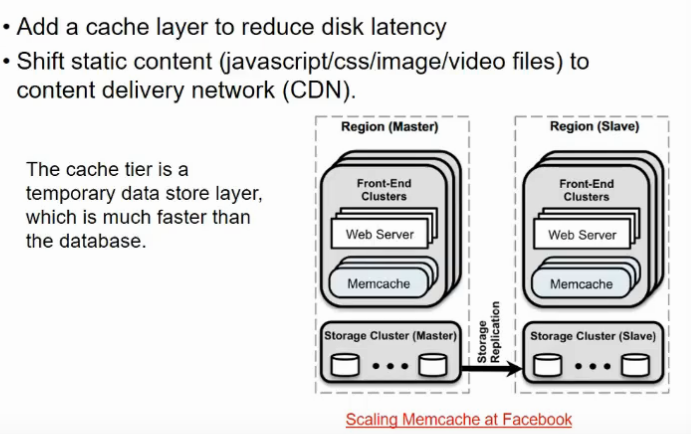 • Add a cache layer to reduce disk latency
• Shift static content (javascript/css/image/video files) to
content delivery network (CDN).
The cache tier is a
temporary data store layer,
which is much faster than
the database.
Region (Master)
Front-End
Clusters
Web Server
Memcache
Storage Cluster (Master)
Storage
Replication
Region (Slave)
Front-End
Clusters
Web Server
Memcache
Storage Cluster (Slave)
Scaling Memcache at Facebook